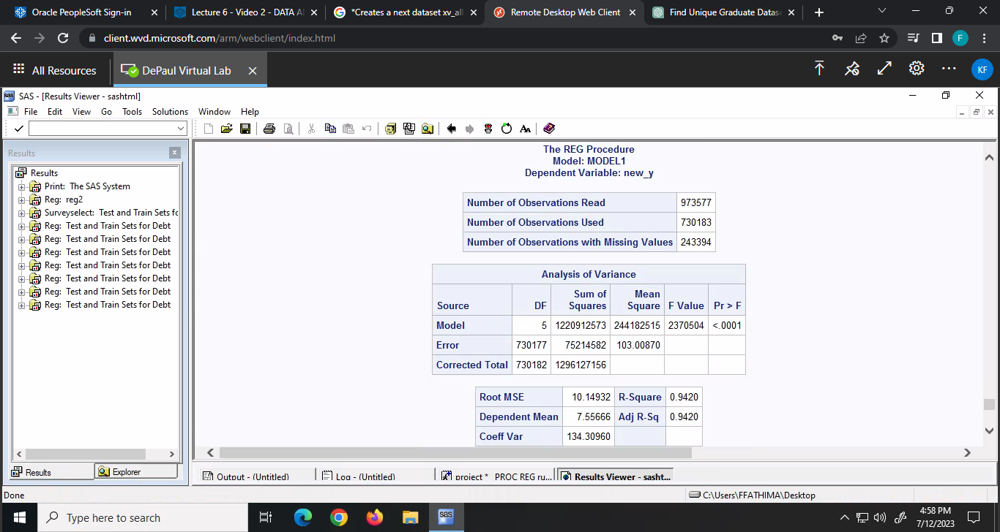 Oracle PeopleSoft Sign-in
Lecture 6 - Video 2 - DATA A
*Creates a next dataset xv_all
Remote Desktop Web Client
Find Unique Graduate Datase
client.wvd.microsoft.com/arm/webclient/index.html
F
All Resources
DePaul Virtual Lab
KF
SAS - [Results Viewer - sashtml]
File Edit View Go Tools Solutions Window Help
Results
Results
Print: The SAS System
Reg: reg2
Surveyselect: Test and Train Sets fo
Reg: Test and Train Sets for Debt
Reg: Test and Train Sets for Debt
Reg: Test and Train Sets for Debt
Reg: Test and Train Sets for Debt
Reg: Test and Train Sets for Debt
Reg: Test and Train Sets for Debt
Reg: Test and Train Sets for Debt
Results Explorer
The REG Procedure
Model: MODEL1
Dependent Variable: new_y
Number of Observations Read 973577
Number of Observations Used 730183
Number of Observations with Missing Values 243394
Analysis of Variance
Source DF Sum of Squares Mean Square F Value Pr > F
Model 5 1220912573 244182515 2370504 <.0001
Error 730177 75214582 103.00870
Corrected Total 730182 1296127156
Root MSE 10.14932 R-Square 0.9420
Dependent Mean 7.55666 Adj R-Sq 0.9420
Coeff Var 134.30960
Output - (Untitled) Log - (Untitled) project * PROC REG ru... Results Viewer - sasht...
Done
C:\Users\FFATHIMA\Desktop
Type here to search
4:58 PM
7/12/2023